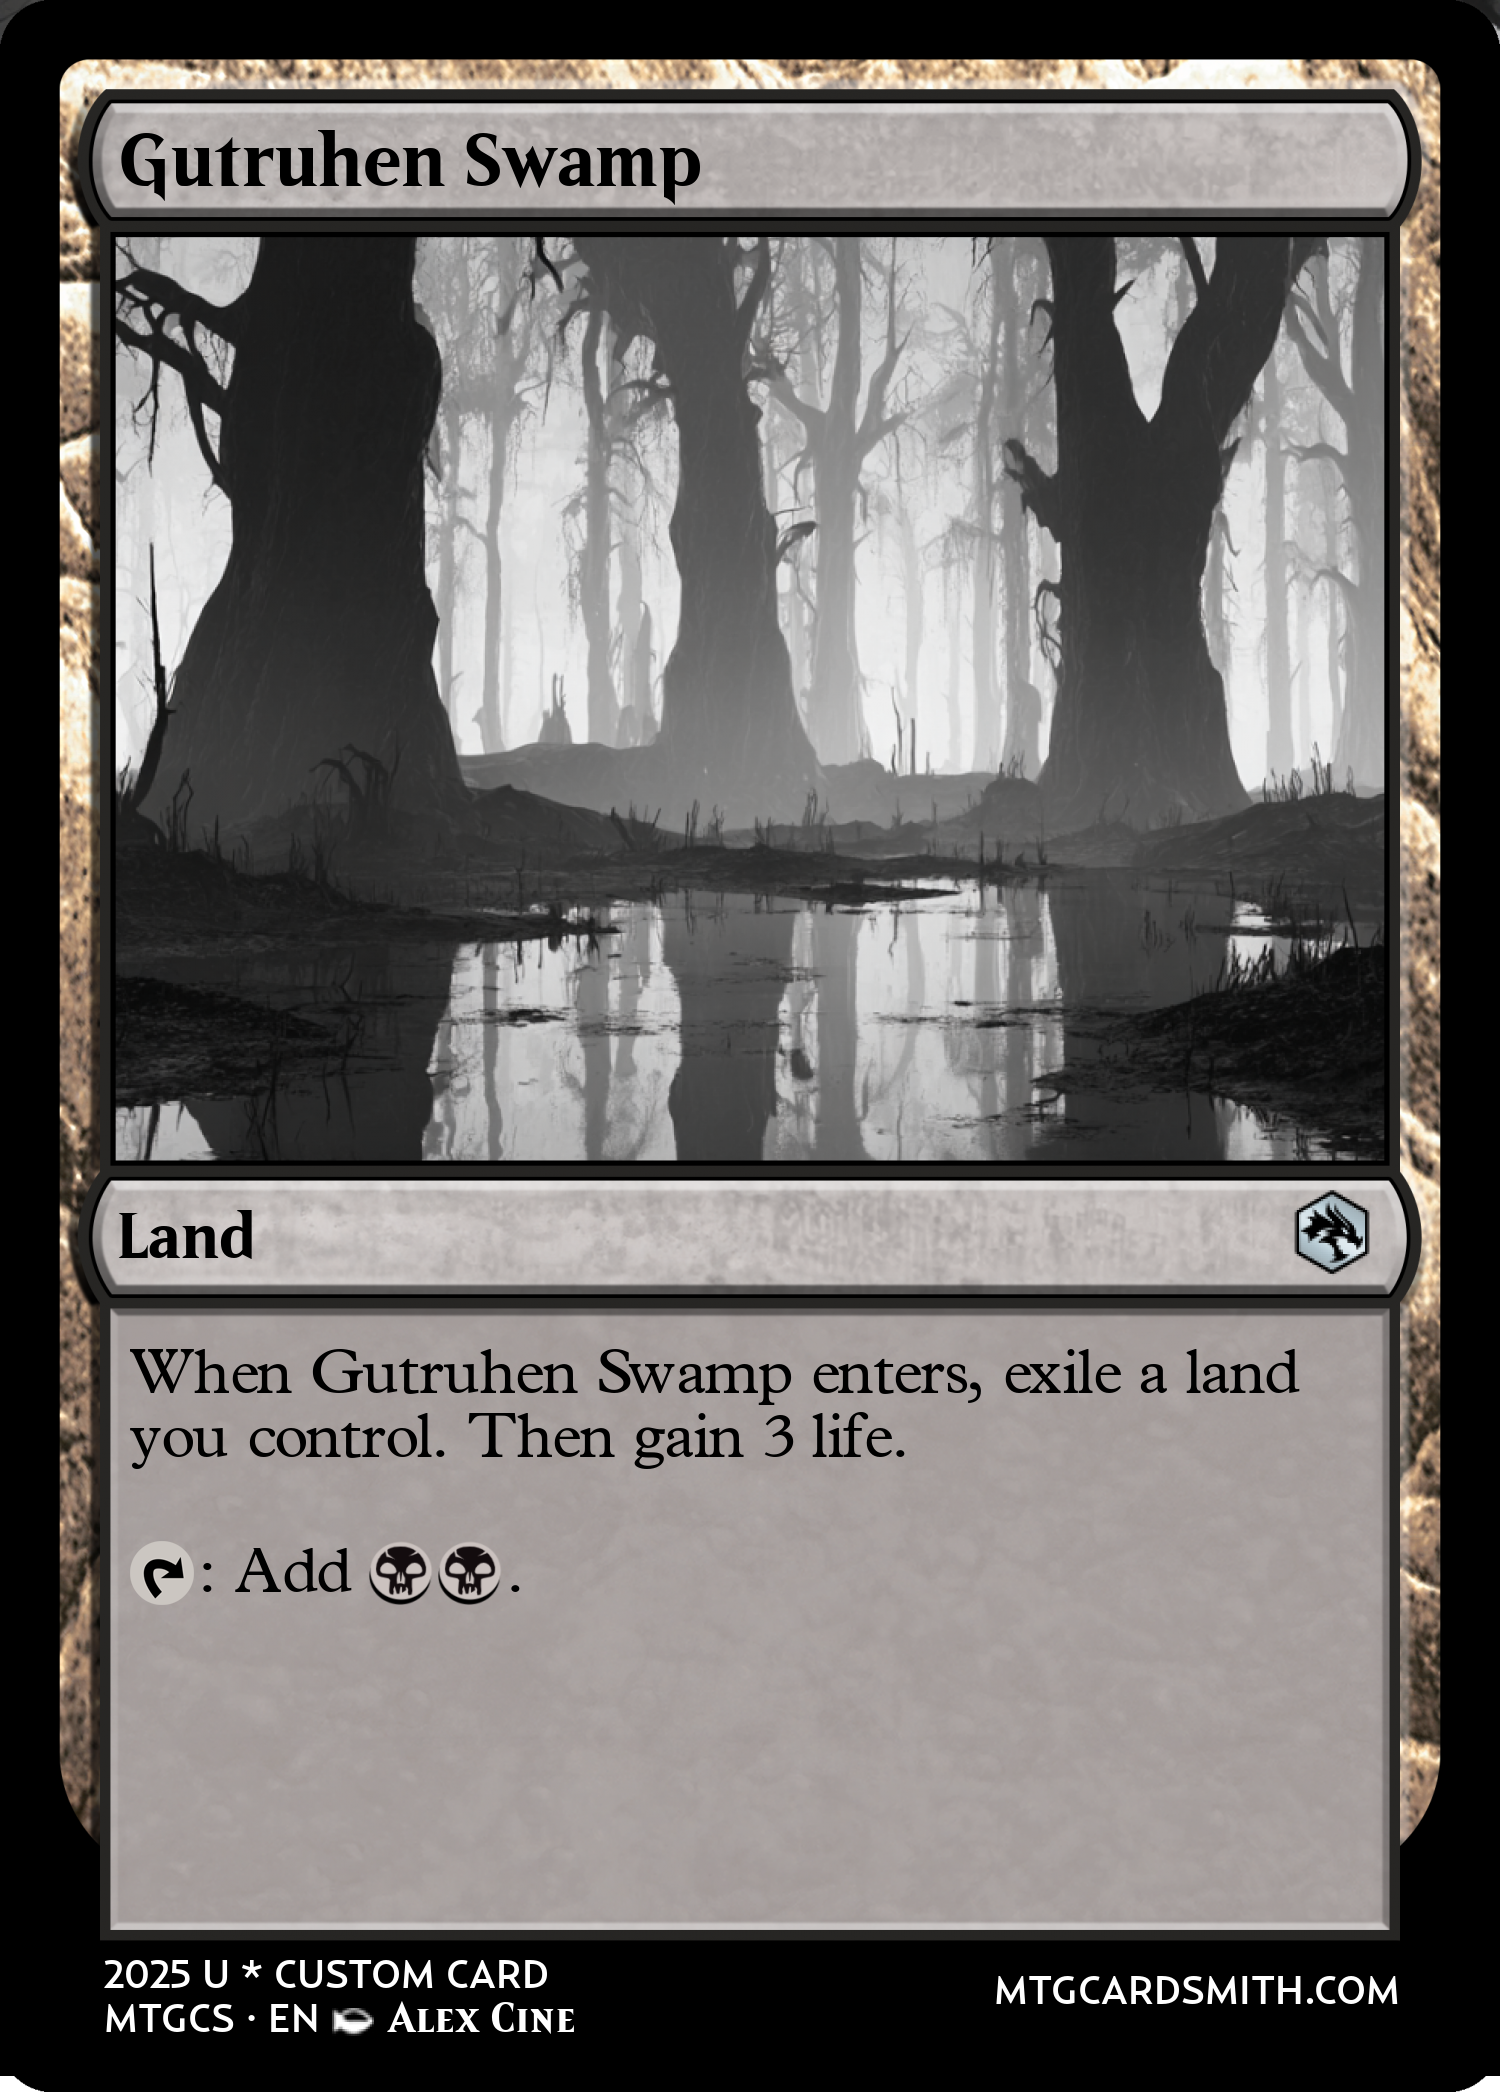 Gutruhen Swamp
Land
When Gutruhen Swamp enters, exile a land
you control. Then gain 3 life.
: Add .
2025 U * CUSTOM CARD
MTGCS · EN ALEX CINE
MTGCARDSMITH.COM